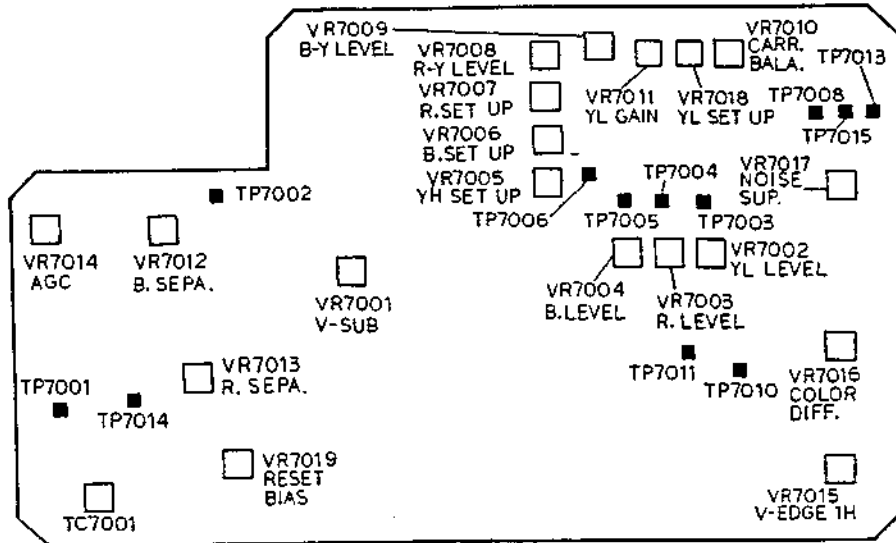 VR7009
B-Y LEVEL
VR7008
R-Y LEVEL
VR7010
CARR.
BALA.
TP7013
VR7007
R.SET UP
VR7011
YL GAIN
VR7018
YL SET UP
TP7008
TP7015
VR7006
B.SET UP
VR7005
YH SET UP
TP7004
VR7017
NOISE
SUP.
TP7002
TP7006
TP7005
TP7003
VR7014
AGC
VR7012
B. SEPA.
VR7001
V-SUB
VR7004
B.LEVEL
VR7003
R. LEVEL
VR7002
YL LEVEL
VR7013
R. SEPA.
TP7001
TP7014
TP7011
TP7010
VR7016
COLOR
DIFF.
VR7019
RESET
BIAS
TC7001
VR7015
V-EDGE 1H